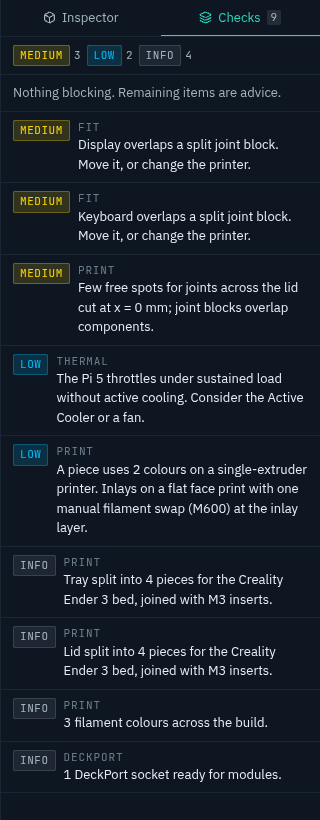 Inspector
Checks 9
MEDIUM 3 LOW 2 INFO 4
Nothing blocking. Remaining items are advice.
MEDIUM FIT
Display overlaps a split joint block.
Move it, or change the printer.
MEDIUM FIT
Keyboard overlaps a split joint block.
Move it, or change the printer.
MEDIUM PRINT
Few free spots for joints across the lid
cut at x = 0 mm; joint blocks overlap
components.
LOW THERMAL
The Pi 5 throttles under sustained load
without active cooling. Consider the Active
Cooler or a fan.
LOW PRINT
A piece uses 2 colours on a single-extruder
printer. Inlays on a flat face print with one
manual filament swap (M600) at the inlay
layer.
INFO PRINT
Tray split into 4 pieces for the Creality
Ender 3 bed, joined with M3 inserts.
INFO PRINT
Lid split into 4 pieces for the Creality
Ender 3 bed, joined with M3 inserts.
INFO PRINT
3 filament colours across the build.
INFO DECKPORT
1 DeckPort socket ready for modules.